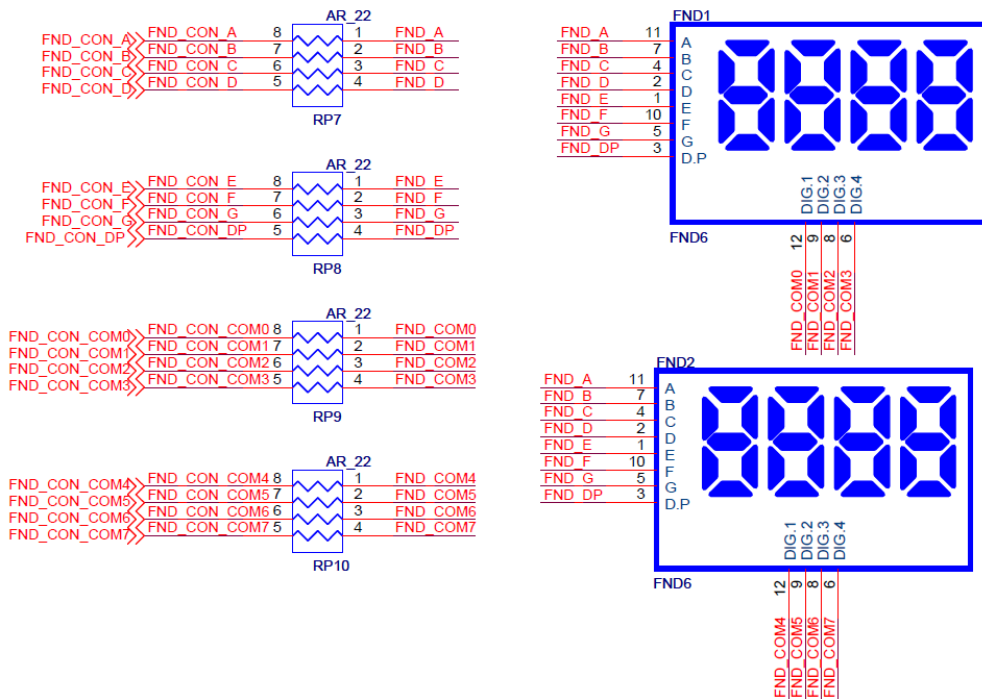 AR_22
FND_CON_A FND_CON_A 8 1 FND_A
FND_CON_B FND_CON_B 7 2 FND_B
FND_CON_C FND_CON_C 6 3 FND_C
FND_CON_D FND_CON_D 5 4 FND_D
RP7
AR_22
FND_CON_E FND_CON_E 8 1 FND_E
FND_CON_F FND_CON_F 7 2 FND_F
FND_CON_G FND_CON_G 6 3 FND_G
FND_CON_DP FND_CON_DP 5 4 FND_DP
RP8
AR_22
FND_CON_COM0 FND_CON_COM0 8 1 FND_COM0
FND_CON_COM1 FND_CON_COM1 7 2 FND_COM1
FND_CON_COM2 FND_CON_COM2 6 3 FND_COM2
FND_CON_COM3 FND_CON_COM3 5 4 FND_COM3
RP9
AR_22
FND_CON_COM4 FND_CON_COM4 8 1 FND_COM4
FND_CON_COM5 FND_CON_COM5 7 2 FND_COM5
FND_CON_COM6 FND_CON_COM6 6 3 FND_COM6
FND_CON_COM7 FND_CON_COM7 5 4 FND_COM7
RP10
FND1
FND_A 11 A
FND_B 7 B
FND_C 4 C
FND_D 2 D
FND_E 1 E
FND_F 10 F
FND_G 5 G
FND_DP 3 D.P
DIG.1 DIG.2 DIG.3 DIG.4
FND6
12 9 8 6
FND_COM0 FND_COM1 FND_COM2 FND_COM3
FND2
FND_A 11 A
FND_B 7 B
FND_C 4 C
FND_D 2 D
FND_E 1 E
FND_F 10 F
FND_G 5 G
FND_DP 3 D.P
DIG.1 DIG.2 DIG.3 DIG.4
FND6
12 9 8 6
FND_COM4 FND_COM5 FND_COM6 FND_COM7